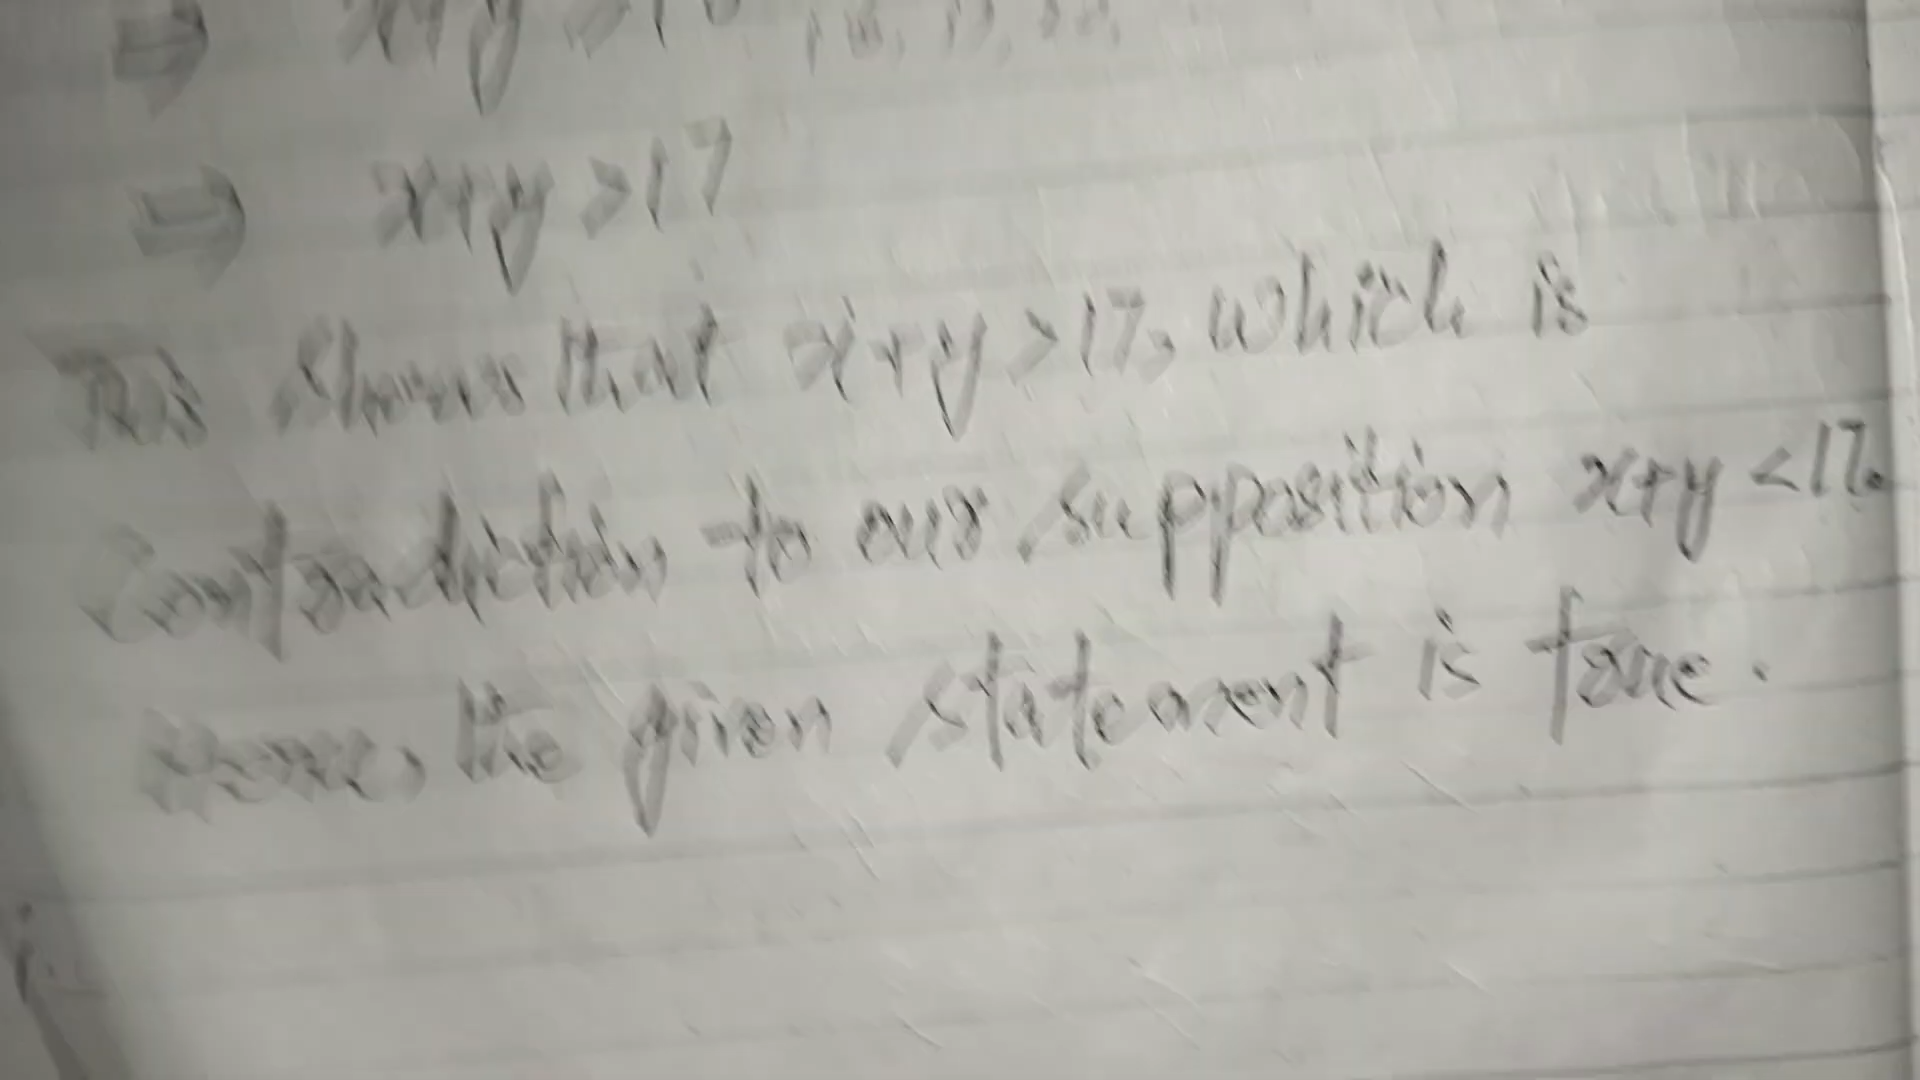 ⇒ x+y>
⇒ x+y>17
This shows that x+y>17, which is
contradiction to our supposition x+y<17.
Hence, the given statement is true.